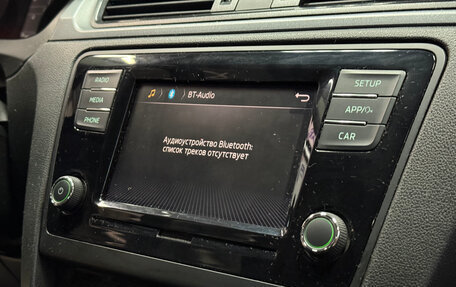 RADIO
MEDIA
PHONE
BT-Audio
Аудиоустройство Bluetooth:
список треков отсутствует
SETUP
APP/
CAR